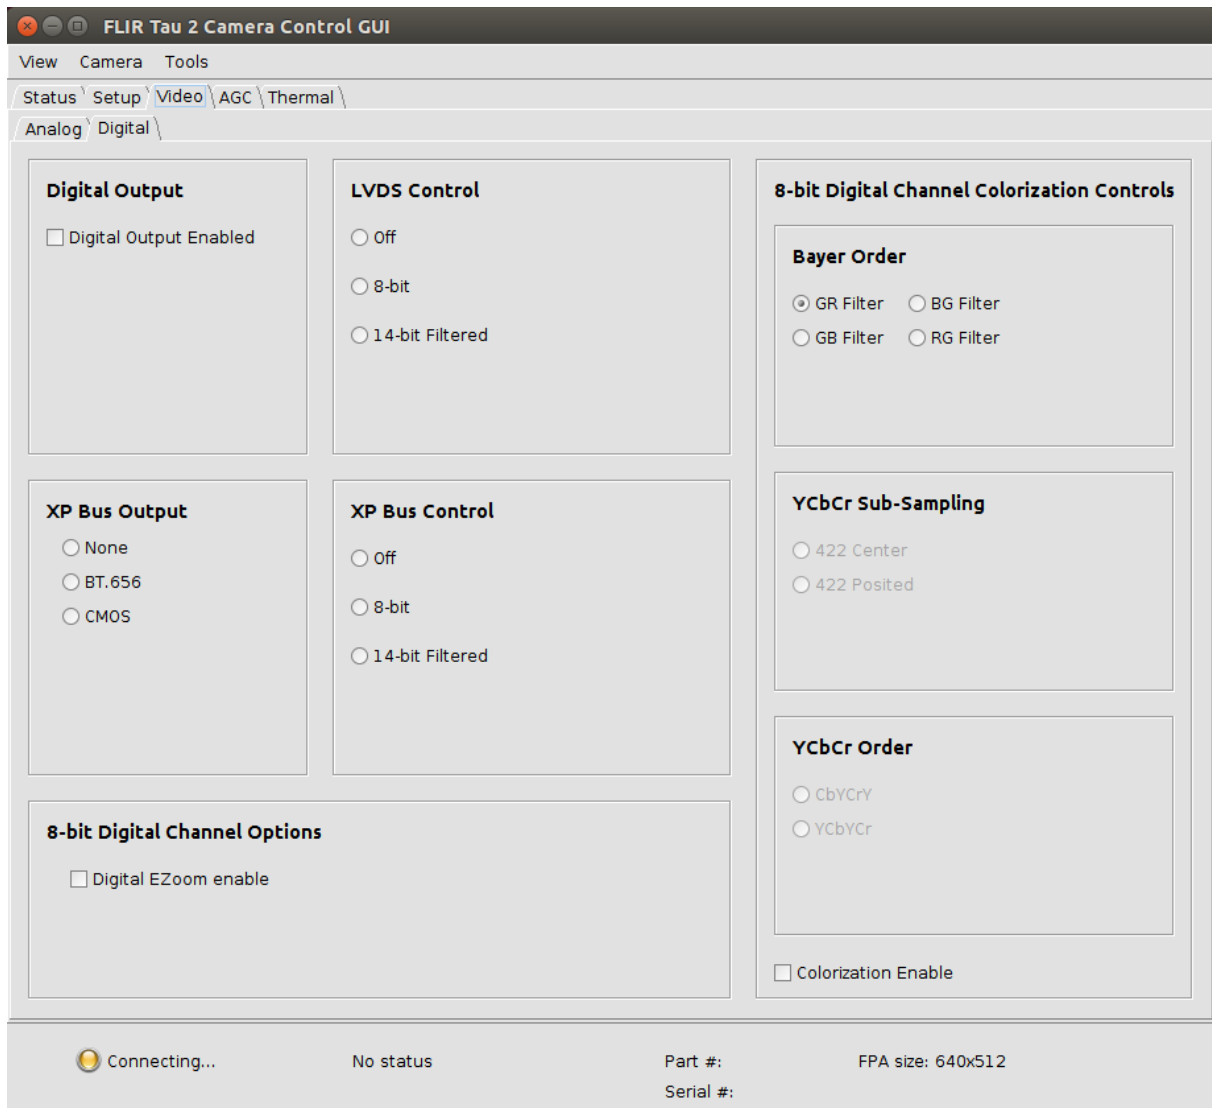 FLIR Tau 2 Camera Control GUI
View Camera Tools
Status Setup Video AGC Thermal
Analog Digital
Digital Output
Digital Output Enabled
LVDS Control
Off
8-bit
14-bit Filtered
XP Bus Output
None
BT.656
CMOS
XP Bus Control
Off
8-bit
14-bit Filtered
8-bit Digital Channel Options
Digital EZoom enable
8-bit Digital Channel Colorization Controls
Bayer Order
GR Filter BG Filter
GB Filter RG Filter
YCbCr Sub-Sampling
422 Center
422 Posited
YCbCr Order
CbYCrY
YCbYCr
Colorization Enable
Connecting... No status Part #: FPA size: 640x512
Serial #: